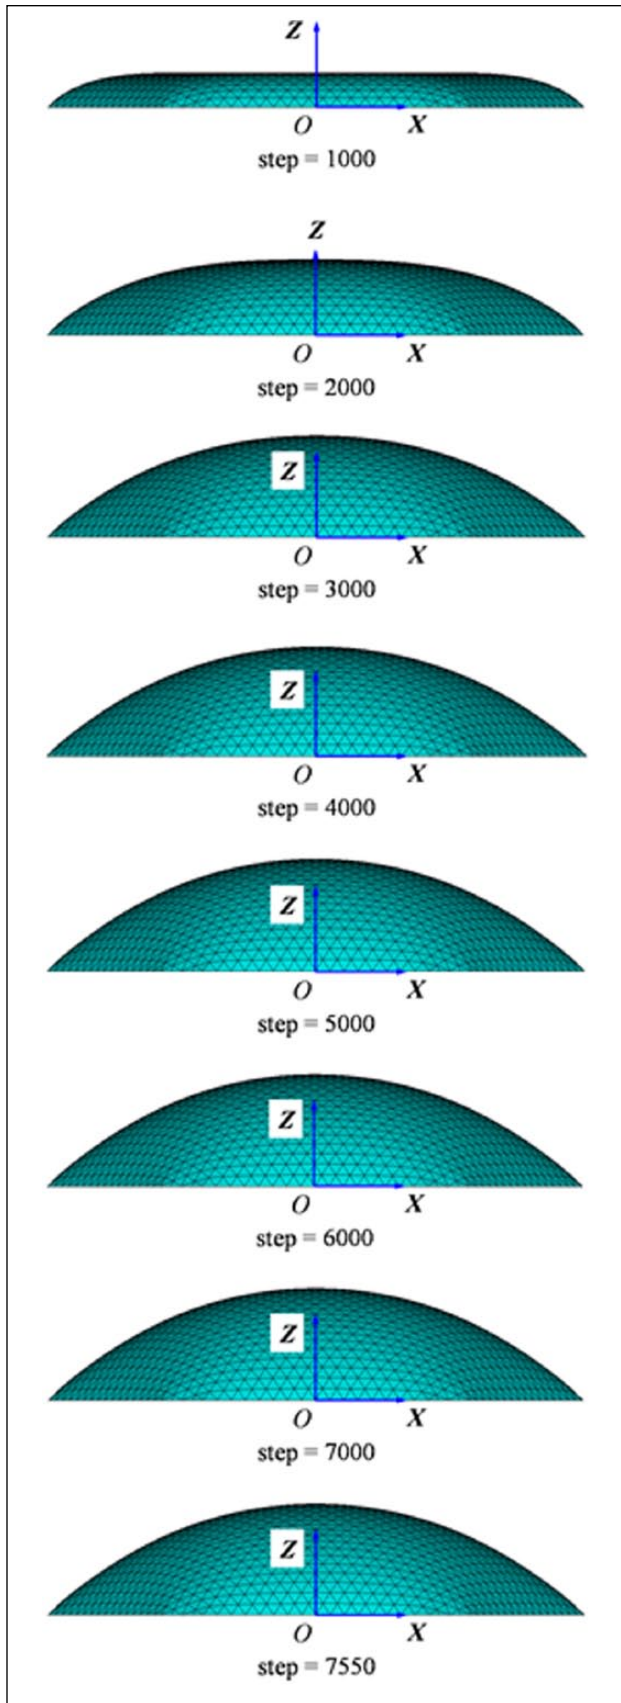 Z
O X
step = 1000
Z
O X
step = 2000
Z
O X
step = 3000
Z
O X
step = 4000
Z
O X
step = 5000
Z
O X
step = 6000
Z
O X
step = 7000
Z
O X
step = 7550